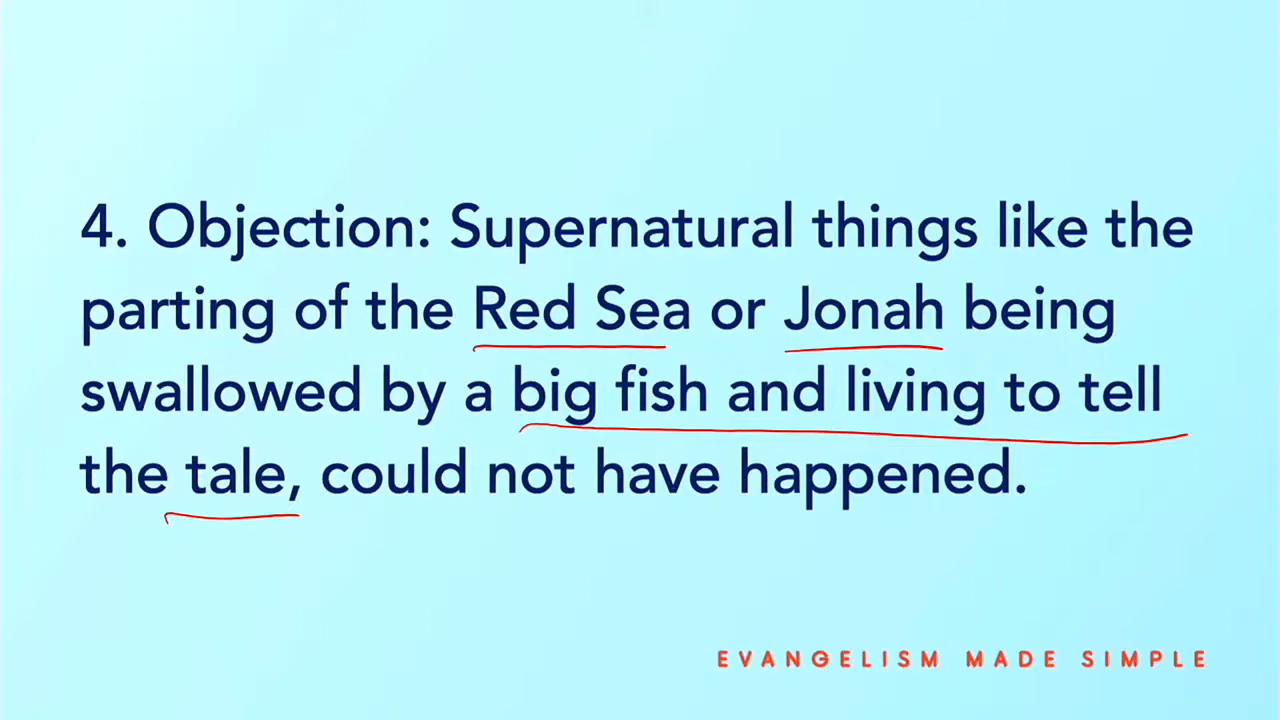 4. Objection: Supernatural things like the
parting of the Red Sea or Jonah being
swallowed by a big fish and living to tell
the tale, could not have happened.
EVANGELISM MADE SIMPLE